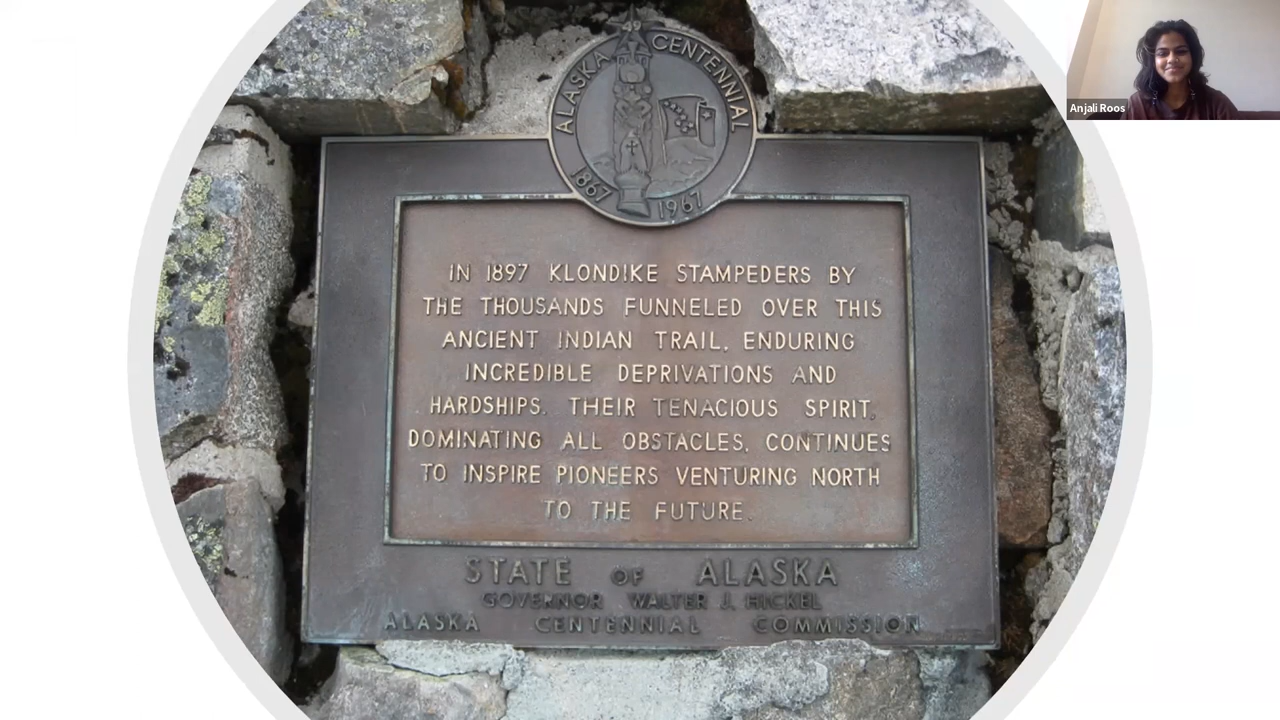 49
ALASKA CENTENNIAL
1867 1967
IN 1897 KLONDIKE STAMPEDERS BY
THE THOUSANDS FUNNELED OVER THIS
ANCIENT INDIAN TRAIL. ENDURING
INCREDIBLE DEPRIVATIONS AND
HARDSHIPS. THEIR TENACIOUS SPIRIT,
DOMINATING ALL OBSTACLES, CONTINUES
TO INSPIRE PIONEERS VENTURING NORTH
TO THE FUTURE.
STATE OF ALASKA
GOVERNOR WALTER J. HICKEL
ALASKA CENTENNIAL COMMISSION
Anjali Roos